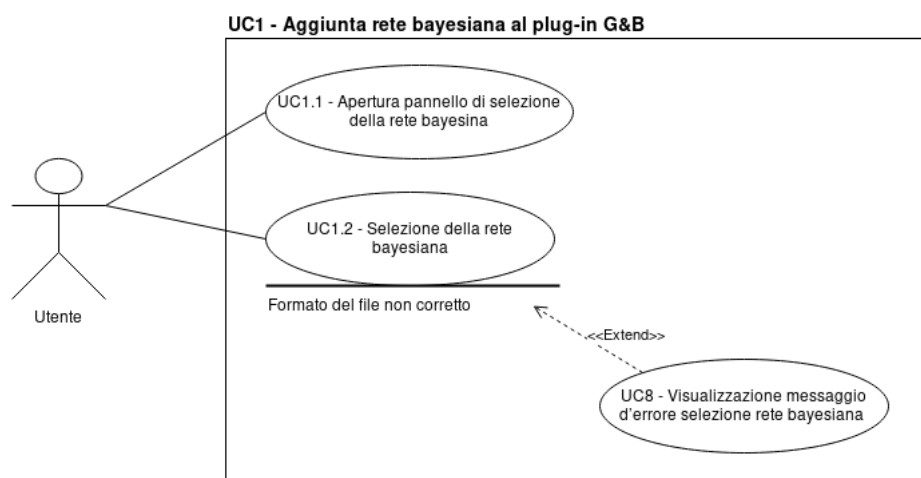 UC1 - Aggiunta rete bayesiana al plug-in G&B
UC1.1 - Apertura pannello di selezione
della rete bayesina
UC1.2 - Selezione della rete
bayesiana
Formato del file non corretto
Utente
<<Extend>>
UC8 - Visualizzazione messaggio
d'errore selezione rete bayesiana